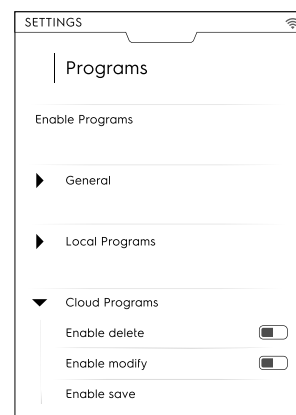 SETTINGS
Programs
Enable Programs
General
Local Programs
Cloud Programs
Enable delete
Enable modify
Enable save